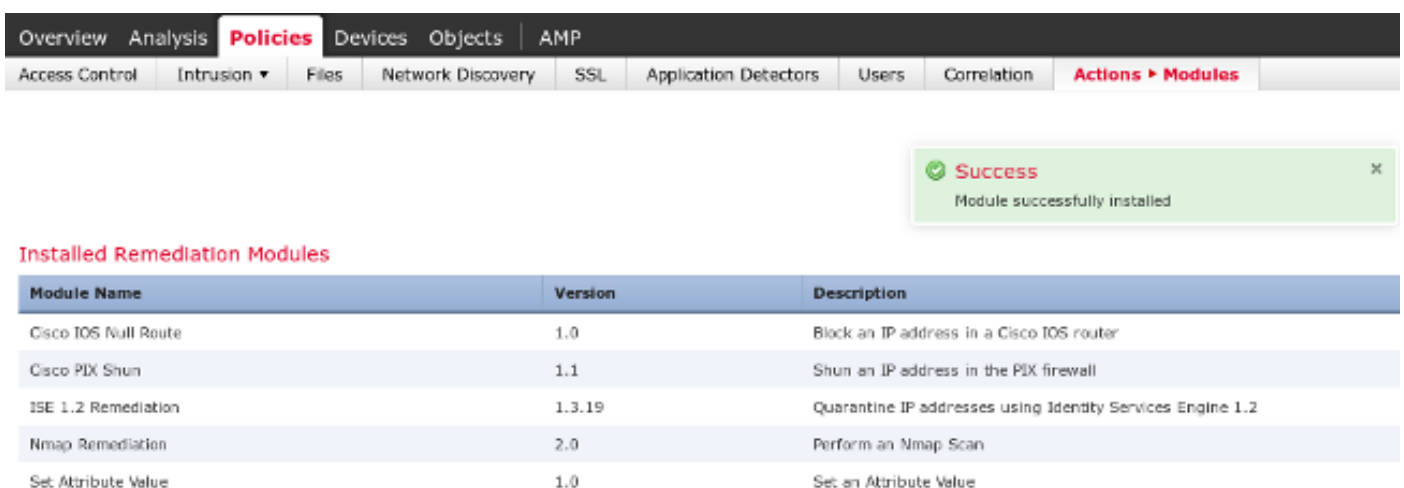 Overview Analysis Policies Devices Objects AMP
Access Control Intrusion ▾ Files Network Discovery SSL Application Detectors Users Correlation Actions ▸ Modules
Success ×
Module successfully installed
Installed Remediation Modules
Module Name Version Description
Cisco IOS Null Route 1.0 Block an IP address in a Cisco IOS router
Cisco PIX Shun 1.1 Shun an IP address in the PIX firewall
ISE 1.2 Remediation 1.3.19 Quarantine IP addresses using Identity Services Engine 1.2
Nmap Remediation 2.0 Perform an Nmap Scan
Set Attribute Value 1.0 Set an Attribute Value